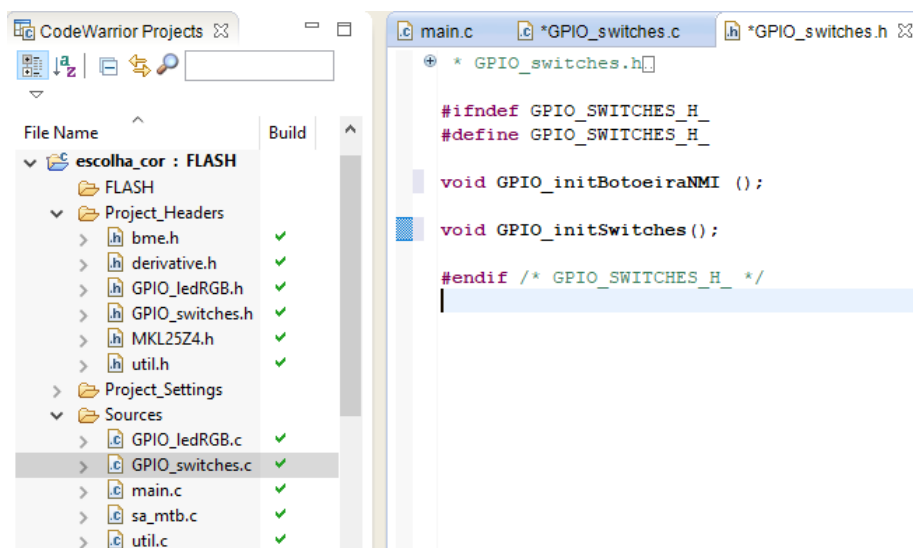 CodeWarrior Projects
File Name Build
escolha_cor : FLASH
FLASH
Project_Headers
bme.h
derivative.h
GPIO_ledRGB.h
GPIO_switches.h
MKL25Z4.h
util.h
Project_Settings
Sources
GPIO_ledRGB.c
GPIO_switches.c
main.c
sa_mtb.c
util.c
main.c *GPIO_switches.c *GPIO_switches.h
* GPIO_switches.h
#ifndef GPIO_SWITCHES_H_
#define GPIO_SWITCHES_H_
void GPIO_initBotoeiraNMI ();
void GPIO_initSwitches();
#endif /* GPIO_SWITCHES_H_ */